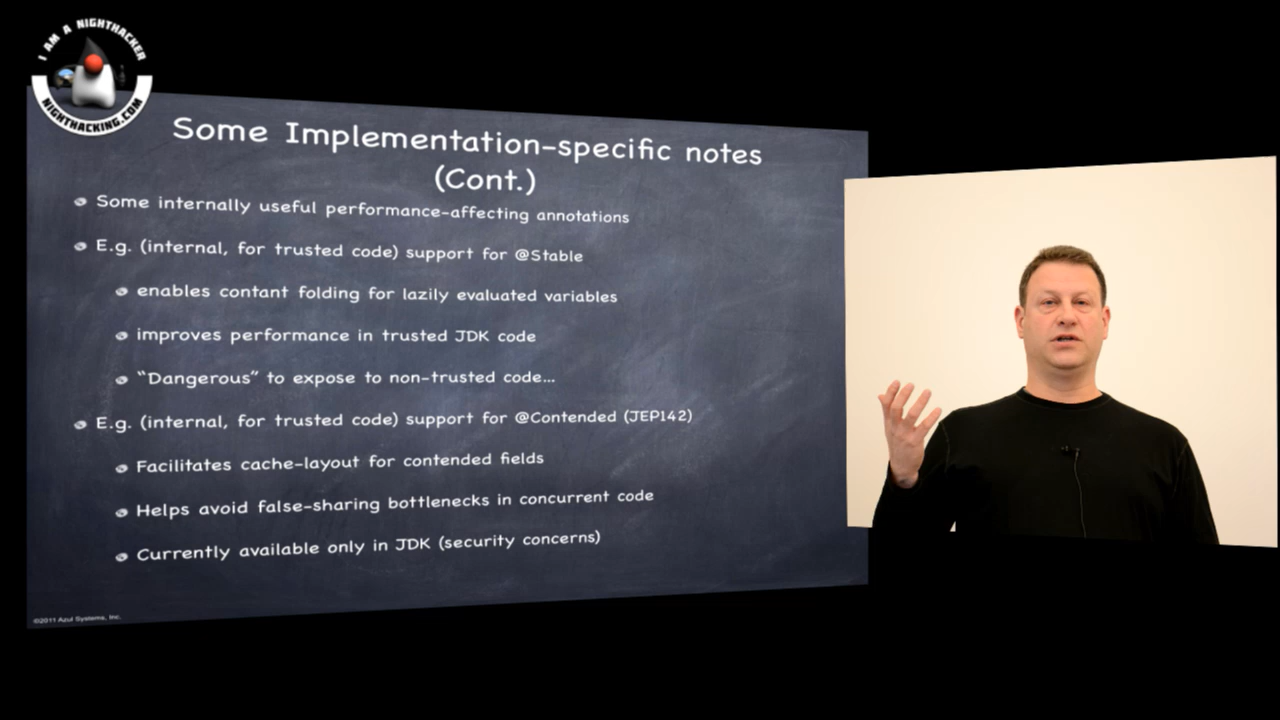 I AM A NIGHTHACKER
NIGHTHACKING.COM
Some Implementation-specific notes
(Cont.)
Some internally useful performance-affecting annotations
E.g. (internal, for trusted code) support for @Stable
enables contant folding for lazily evaluated variables
improves performance in trusted JDK code
“Dangerous” to expose to non-trusted code...
E.g. (internal, for trusted code) support for @Contended (JEP142)
Facilitates cache-layout for contended fields
Helps avoid false-sharing bottlenecks in concurrent code
Currently available only in JDK (security concerns)
©2011 Azul Systems, Inc.